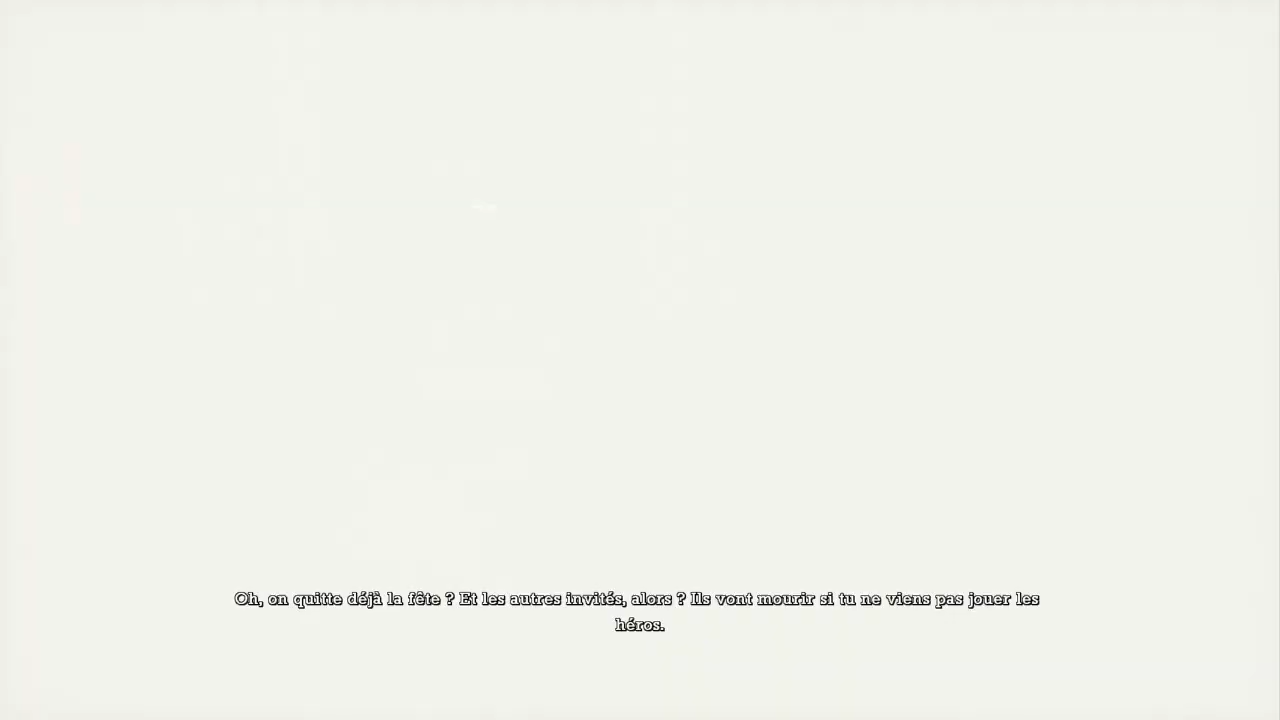 Oh, on quitte déjà la fête ? Et les autres invités, alors ? Ils vont mourir si tu ne viens pas jouer les
héros.